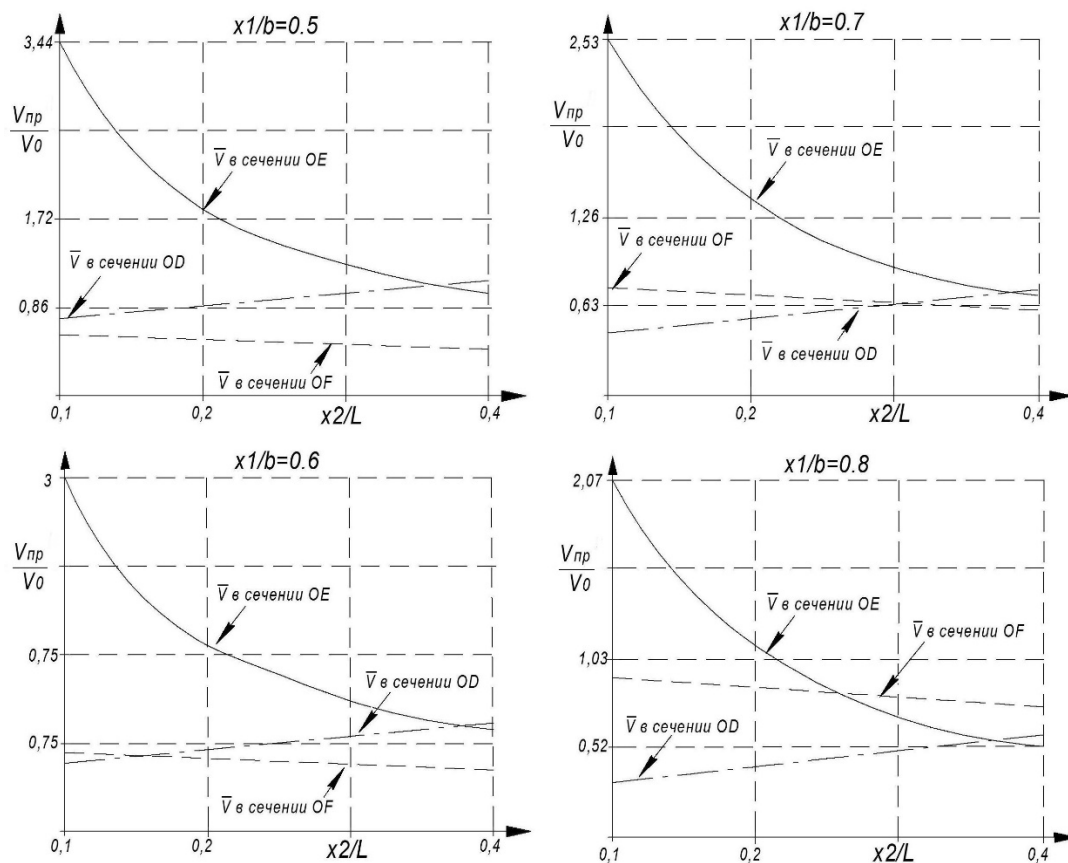 x1/b=0.5
3,44
Vпр
V0
V в сечении OE
1,72
V в сечении OD
0,86
V в сечении OF
0,1
0,2
x2/L
0,4
x1/b=0.7
2,53
Vпр
V0
V в сечении OE
1,26
V в сечении OF
0,63
V в сечении OD
0,1
0,2
x2/L
0,4
x1/b=0.6
3
Vпр
V0
V в сечении OE
0,75
V в сечении OD
0,75
V в сечении OF
0,1
0,2
x2/L
0,4
x1/b=0.8
2,07
Vпр
V0
V в сечении OE
V в сечении OF
1,03
V в сечении OD
0,52
0,1
0,2
x2/L
0,4